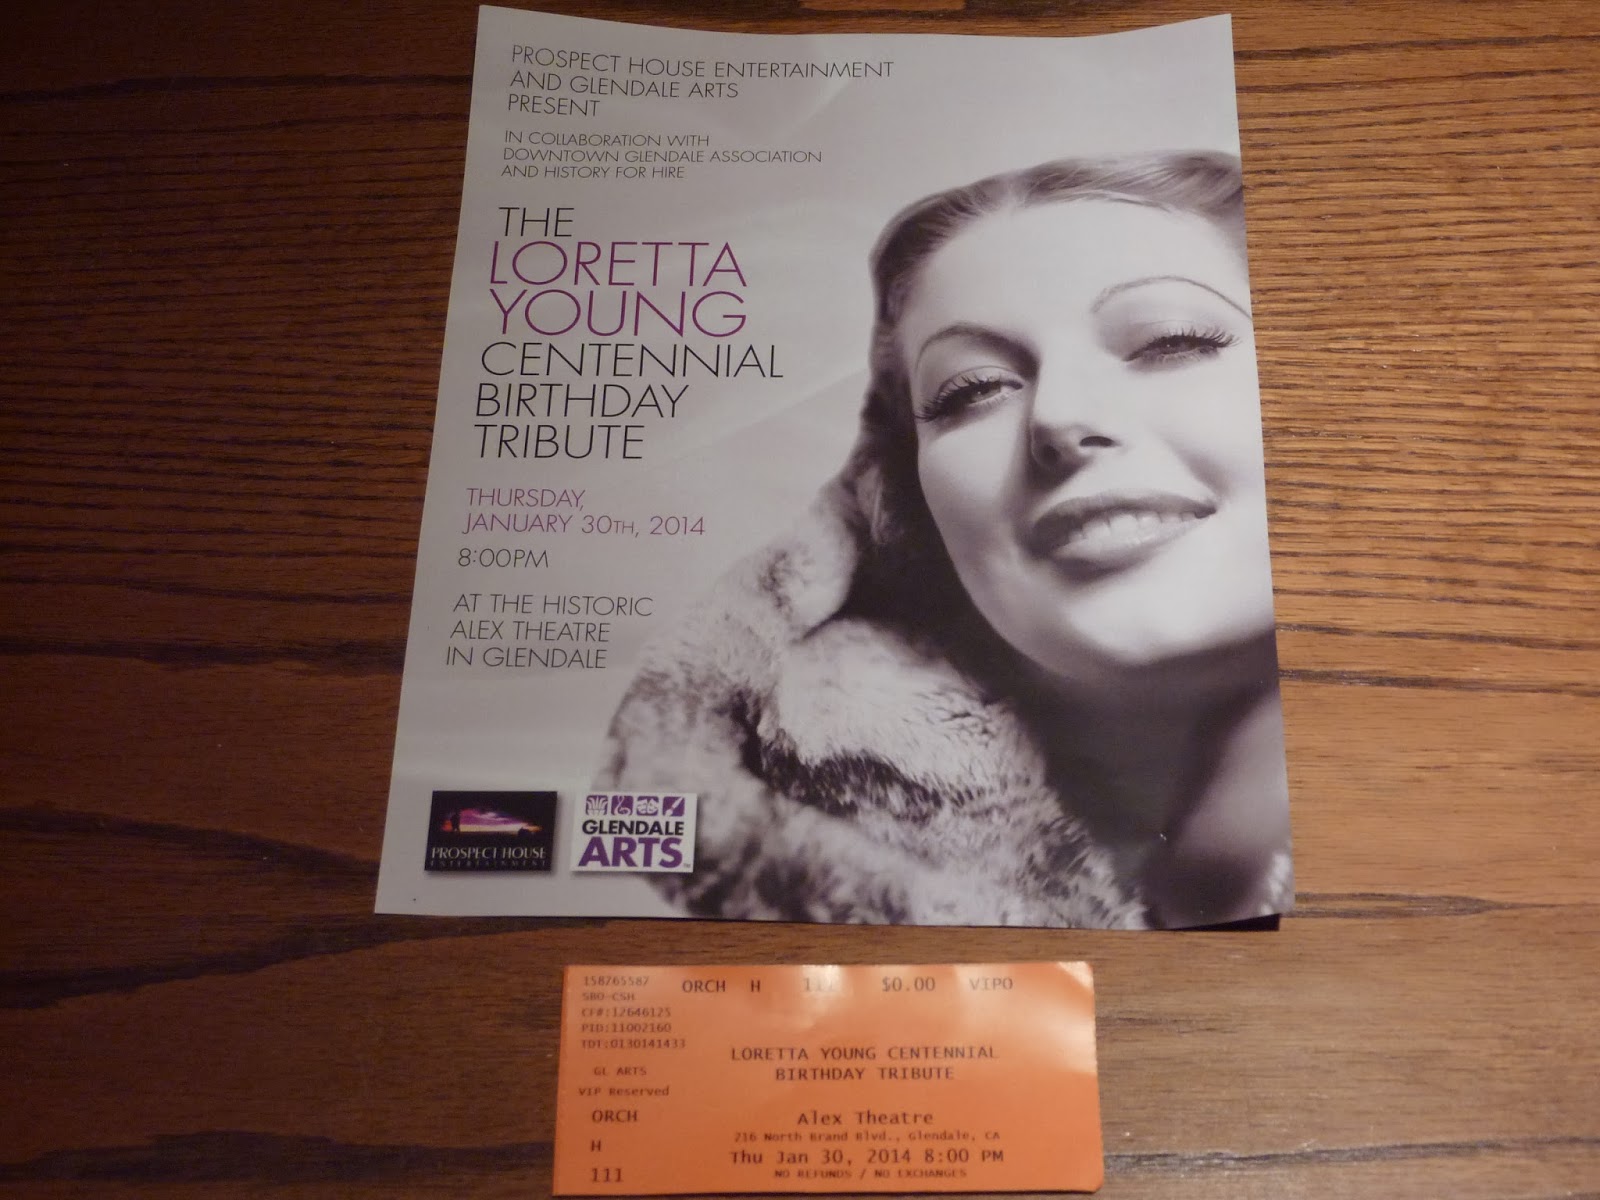 PROSPECT HOUSE ENTERTAINMENT
AND GLENDALE ARTS
PRESENT
IN COLLABORATION WITH
DOWNTOWN GLENDALE ASSOCIATION
AND HISTORY FOR HIRE
THE
LORETTA
YOUNG
CENTENNIAL
BIRTHDAY
TRIBUTE
THURSDAY,
JANUARY 30TH, 2014
8:00PM
AT THE HISTORIC
ALEX THEATRE
IN GLENDALE
PROSPECT HOUSE
ENTERTAINMENT
GLENDALE
ARTS
158765587
SRO-CSH
CF#:12646125
PID:11002160
TDT:0130141433
GL ARTS
VIP Reserved
ORCH
H
111
ORCH H 111 $0.00 VIPO
LORETTA YOUNG CENTENNIAL
BIRTHDAY TRIBUTE
Alex Theatre
216 North Brand Blvd., Glendale, CA
Thu Jan 30, 2014 8:00 PM
NO REFUNDS / NO EXCHANGES